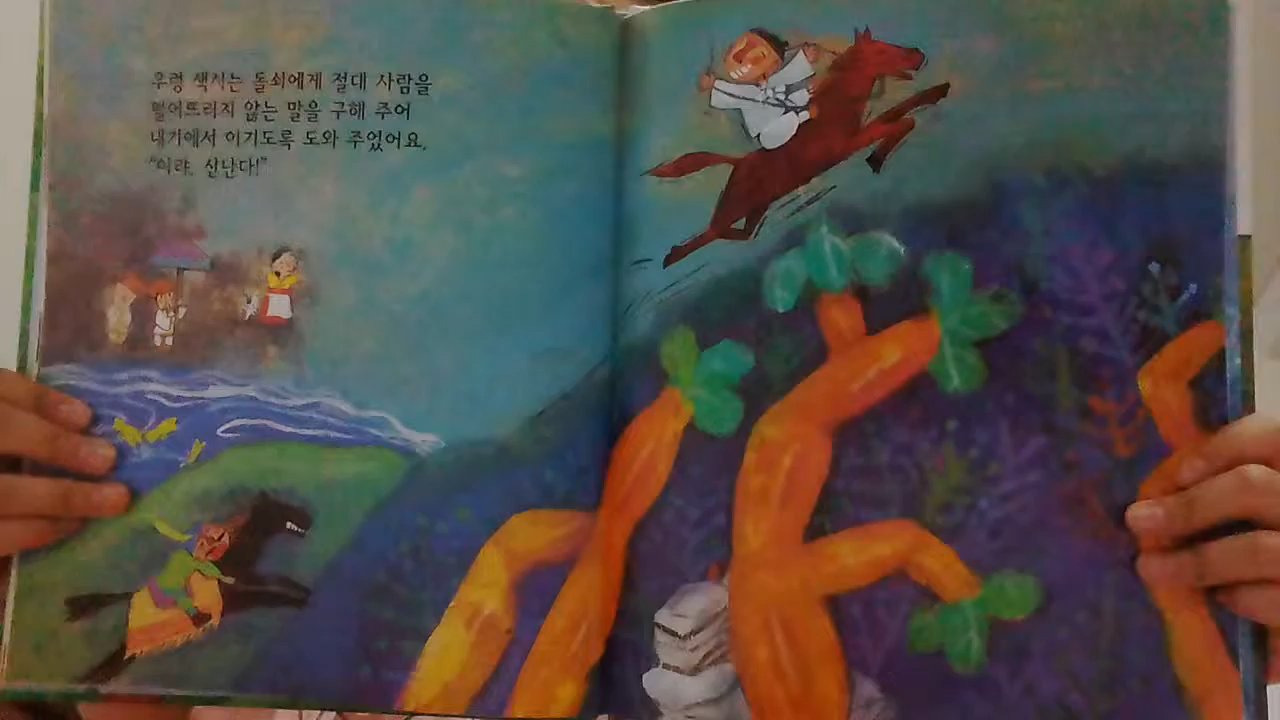 우렁 색시는 돌쇠에게 절대 사람을
떨어뜨리지 않는 말을 구해 주어
내기에서 이기도록 도와 주었어요.
“이랴, 신난다!”